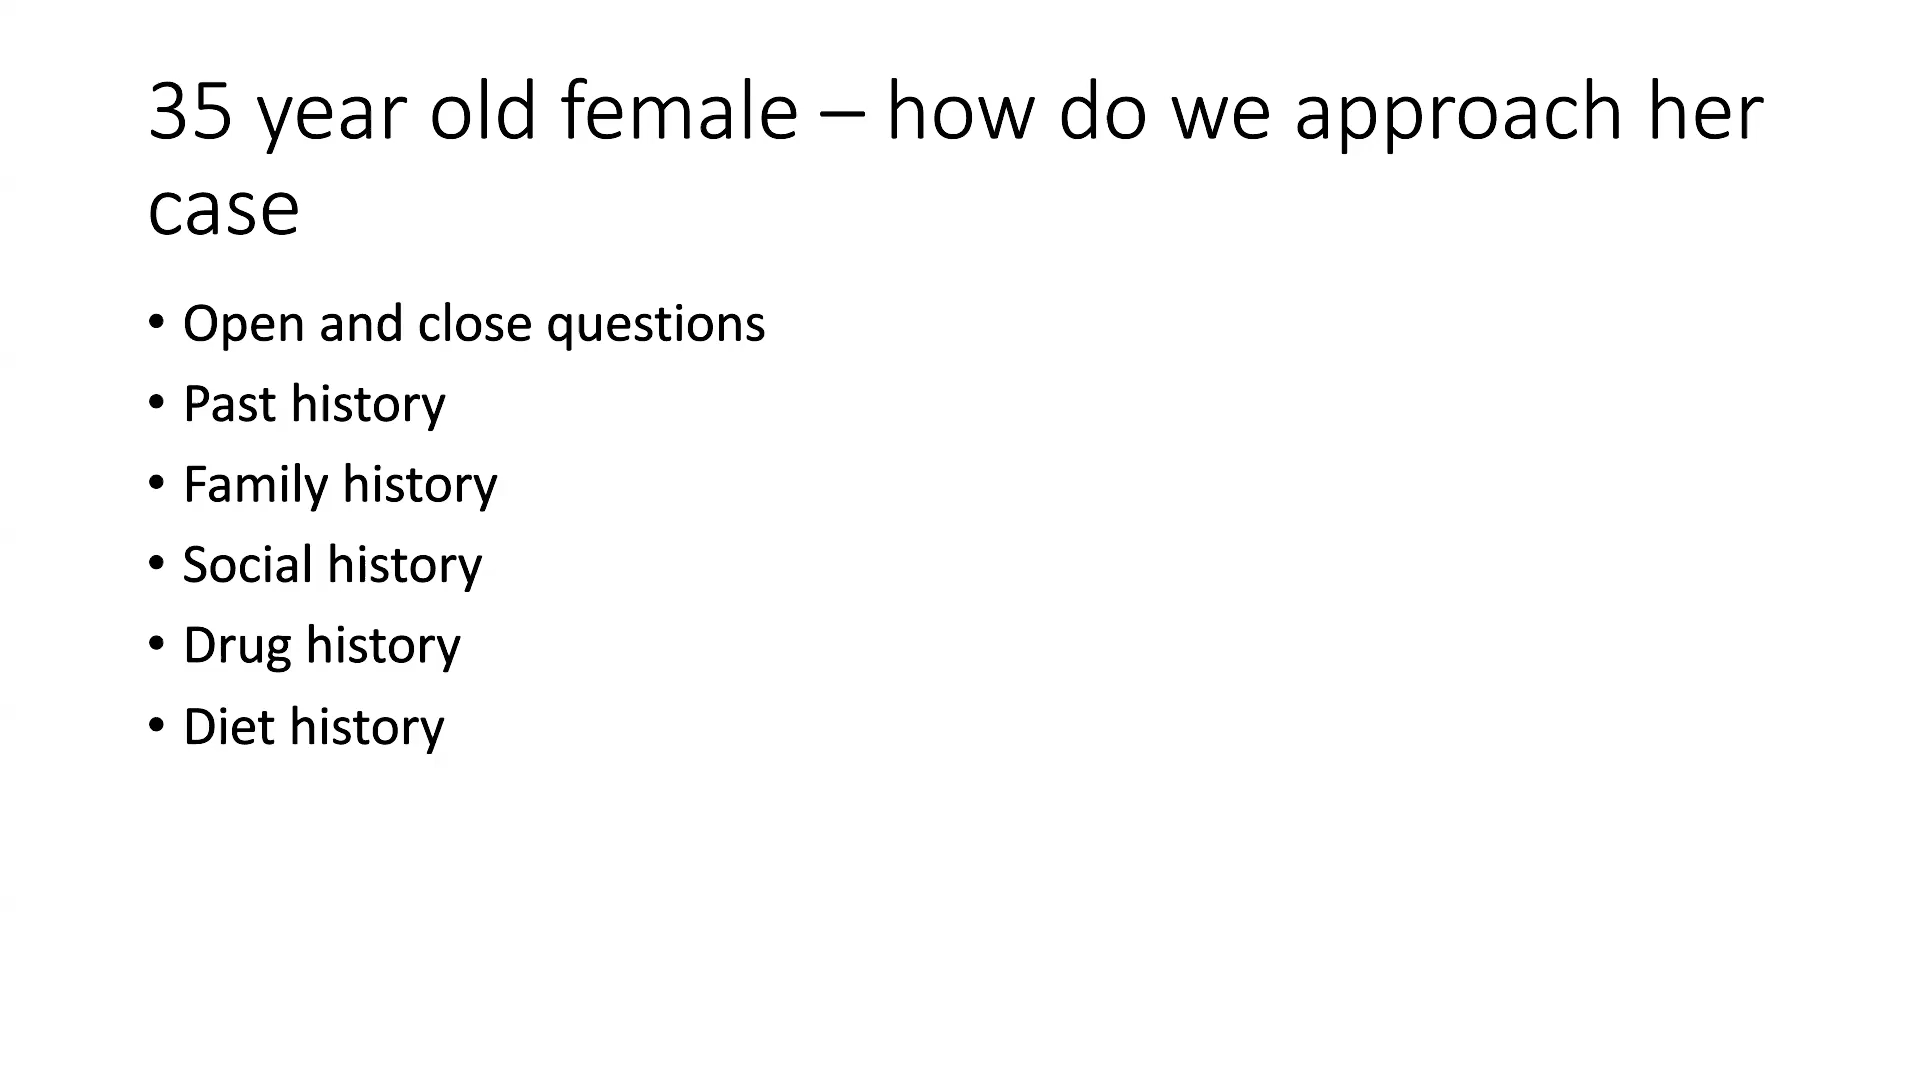 35 year old female – how do we approach her
case
• Open and close questions
• Past history
• Family history
• Social history
• Drug history
• Diet history